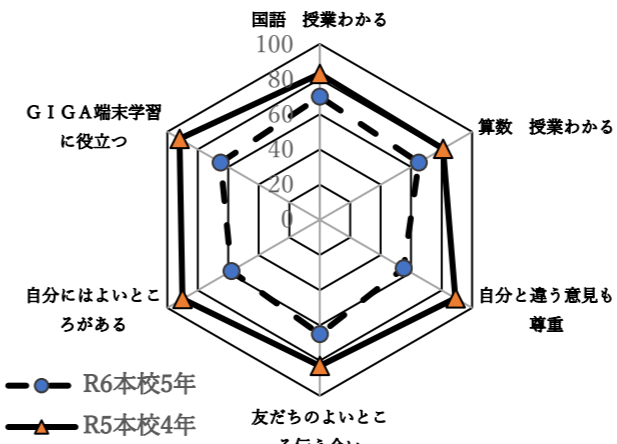 国語　授業わかる
100
80
60
40
20
0
ＧＩＧＡ端末学習
に役立つ
算数　授業わかる
自分にはよいとこ
ろがある
自分と違う意見も
尊重
友だちのよいとこ
R6本校5年
R5本校4年